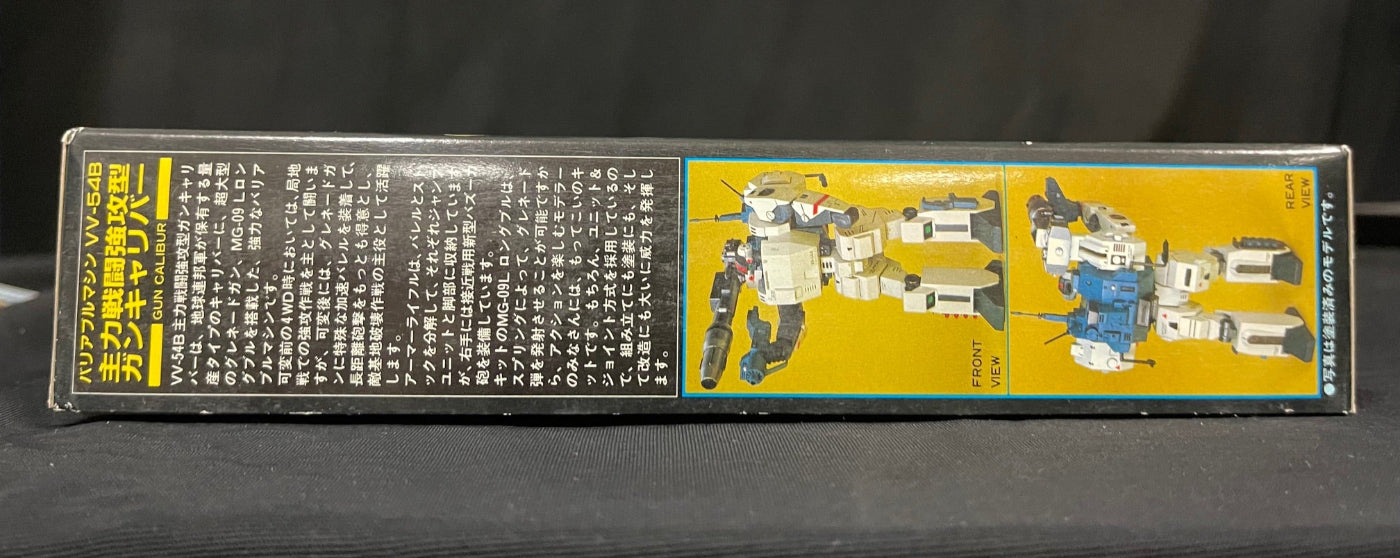 バリアブルマシン VV-54B
主力戦闘強攻型
ガンキャリバー
GUN CALIBUR
VV-54B主力戦闘強攻型ガンキャリ
バーは、地球連邦軍が保有する量
産タイプのキャリバーに、超大型
のグレネードガン、MG-09 Lロン
グブルを搭載した、強力なバリア
ブルマシンです。
可変前の4WD時においては、局地
戦での強攻作戦を主として闘いま
すが、可変後には、グレネードガ
ンに特殊な加速バレルを装着して、
長距離砲撃をもっとも得意とし、
敵基地破壊作戦の主役として活躍
します。
アーマーライフルは、バレルとス
ックを分解して、それぞれジャン
ユニットと脚部に収納しています
が、右手には接近戦用新型バズーカ
砲を装備しています。
キットのMG-09L ロングブルは、
スプリングによって、グレネード
弾を発射させることが可能ですか
ら、アクションを楽しむモデラー
のみなさんには、もってこいのキ
ットです。もちろん、ユニット&
ジョイント方式を採用しているの
で、組み立てにも塗装にも、そし
て改造にも大いに威力を発揮し
ます。
FRONT
VIEW
REAR
VIEW
●写真は塗装済みのモデルです。